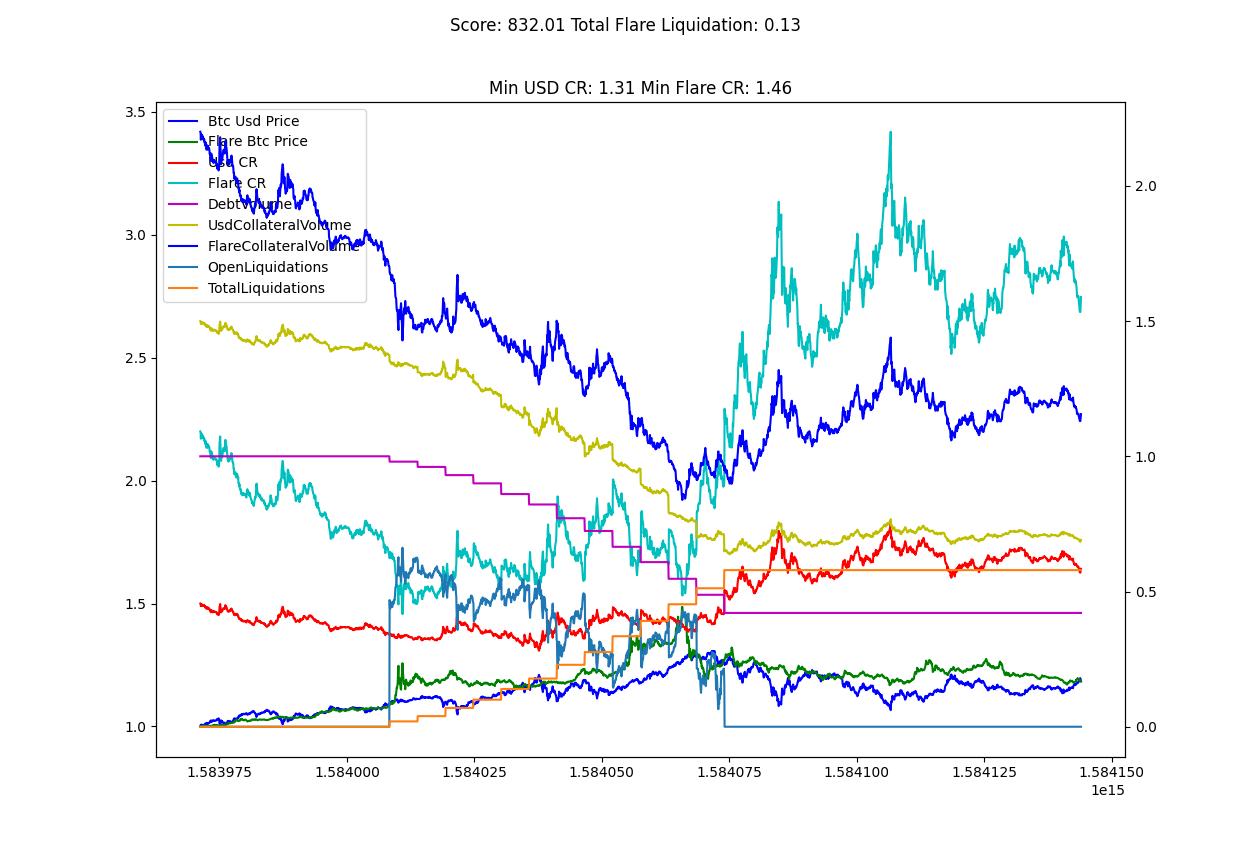 Score: 832.01 Total Flare Liquidation: 0.13
Min USD CR: 1.31 Min Flare CR: 1.46
3.5
3.0
2.5
2.0
1.5
1.0
Btc Usd Price
Flare Btc Price
Usd CR
Flare CR
DebtVolume
UsdCollateralVolume
FlareCollateralVolume
OpenLiquidations
TotalLiquidations
2.0
1.5
1.0
0.5
0.0
1.583975 1.584000 1.584025 1.584050 1.584075 1.584100 1.584125 1.584150
1e15